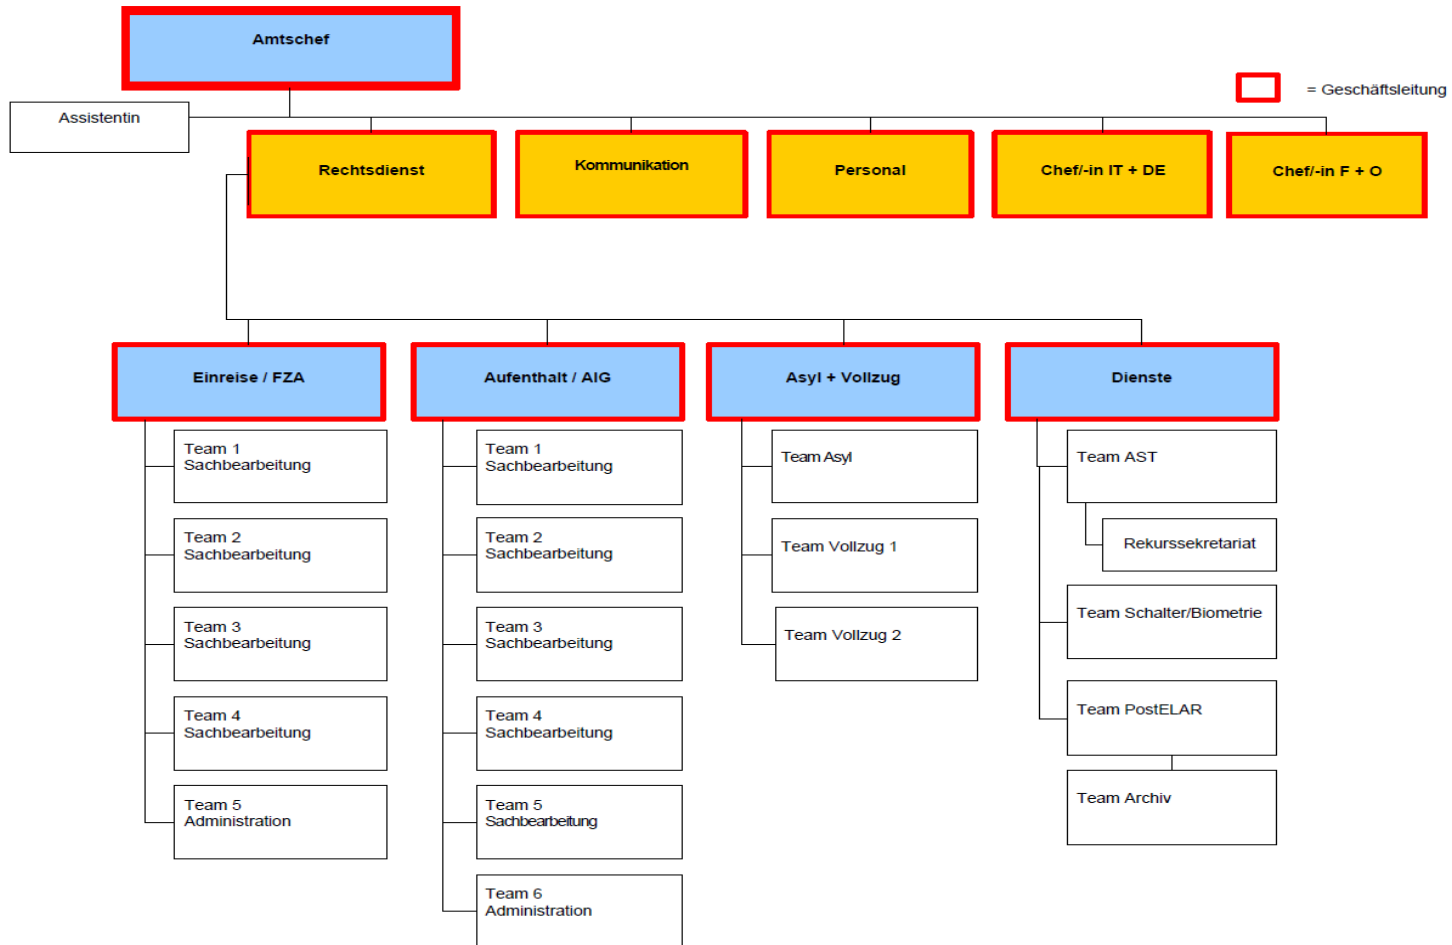 Amtschef
= Geschäftsleitung
Assistentin
Rechtsdienst
Kommunikation
Personal
Chef/-in IT + DE
Chef/-in F + O
Einreise / FZA
Team 1
Sachbearbeitung
Team 2
Sachbearbeitung
Team 3
Sachbearbeitung
Team 4
Sachbearbeitung
Team 5
Administration
Aufenthalt / AIG
Team 1
Sachbearbeitung
Team 2
Sachbearbeitung
Team 3
Sachbearbeitung
Team 4
Sachbearbeitung
Team 5
Sachbearbeitung
Team 6
Administration
Asyl + Vollzug
Team Asyl
Team Vollzug 1
Team Vollzug 2
Dienste
Team AST
Rekurssekretariat
Team Schalter/Biometrie
Team PostELAR
Team Archiv